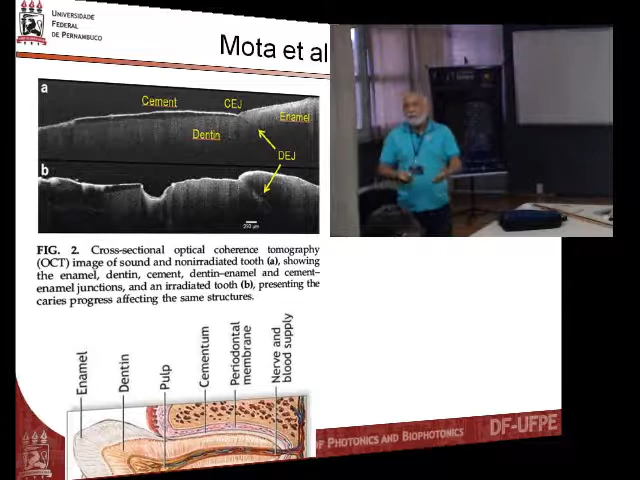 UNIVERSIDADE
FEDERAL
DE PERNAMBUCO
Mota et al
a
Cement
CEJ
Enamel
Dentin
DEJ
b
250 µm
FIG. 2. Cross-sectional optical coherence tomography
(OCT) image of sound and nonirradiated tooth (a), showing
the enamel, dentin, cement, dentin–enamel and cement–
enamel junctions, and an irradiated tooth (b), presenting the
caries progress affecting the same structures.
Enamel
Dentin
Pulp
Cementum
Periodontal
membrane
Nerve and
blood supply
OF PHOTONICS AND BIOPHOTONICS
DF-UFPE